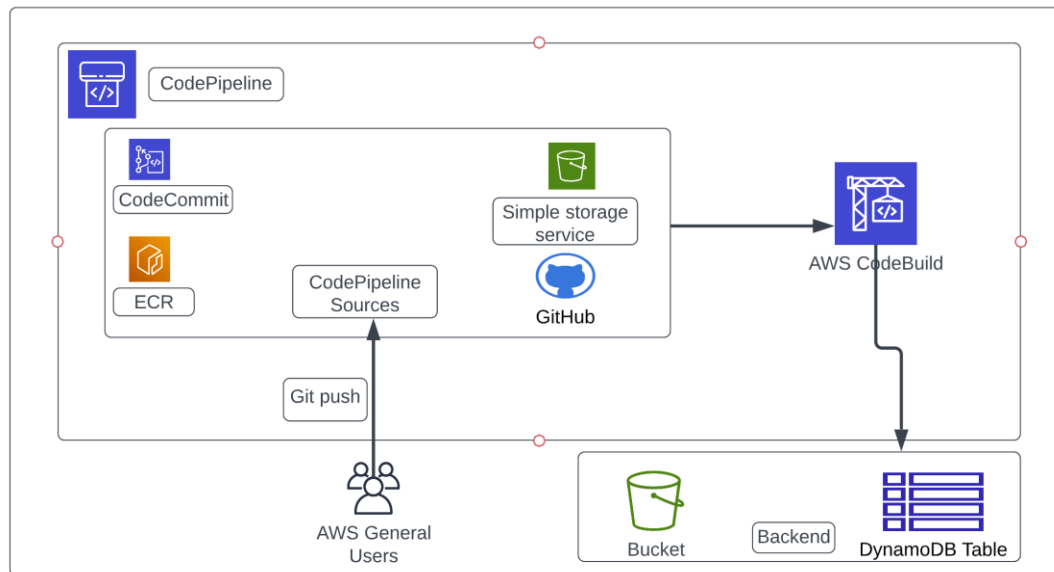 CodePipeline
CodeCommit
Simple storage
service
ECR
CodePipeline
Sources
GitHub
AWS CodeBuild
Git push
AWS General
Users
Bucket
Backend
DynamoDB Table